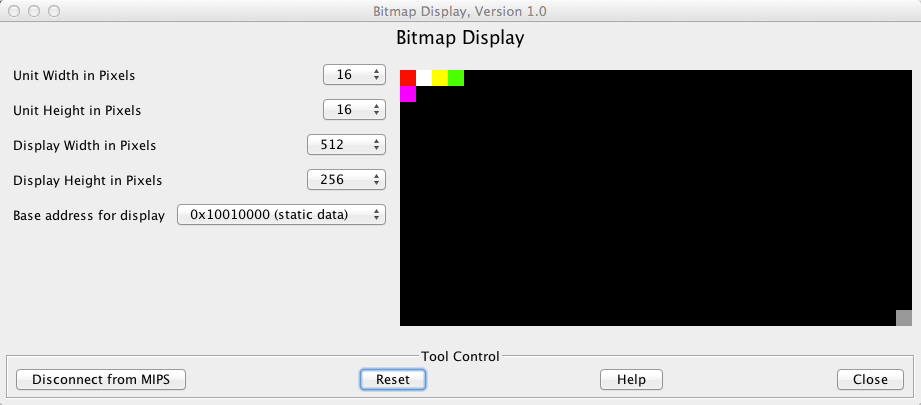 Bitmap Display, Version 1.0
Bitmap Display
Unit Width in Pixels 16
Unit Height in Pixels 16
Display Width in Pixels 512
Display Height in Pixels 256
Base address for display 0x10010000 (static data)
Tool Control
Disconnect from MIPS Reset Help Close